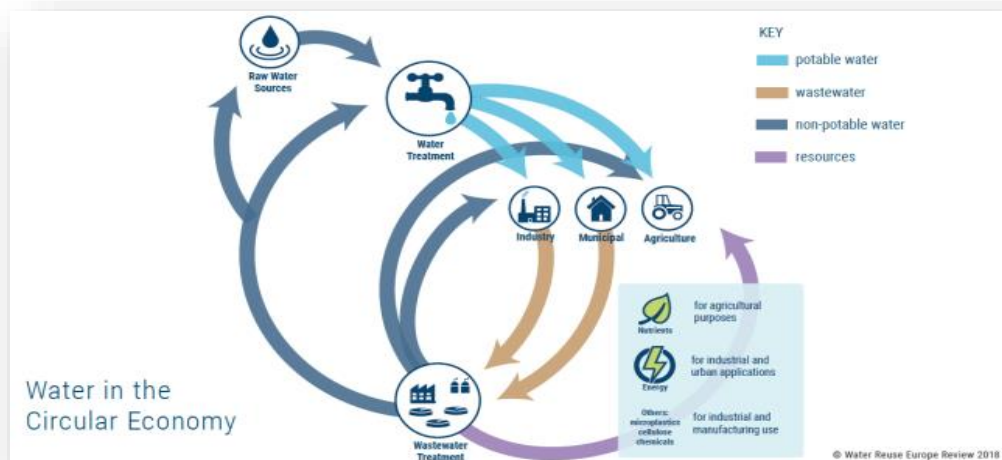 KEY
potable water
wastewater
non-potable water
resources
Raw Water
Sources
Water
Treatment
Industry
Municipal
Agriculture
Nutrients
for agricultural
purposes
Energy
for industrial and
urban applications
Others:
microplastics
cellulose
chemicals
for industrial and
manufacturing use
Water in the
Circular Economy
Wastewater
Treatment
© Water Reuse Europe Review 2018